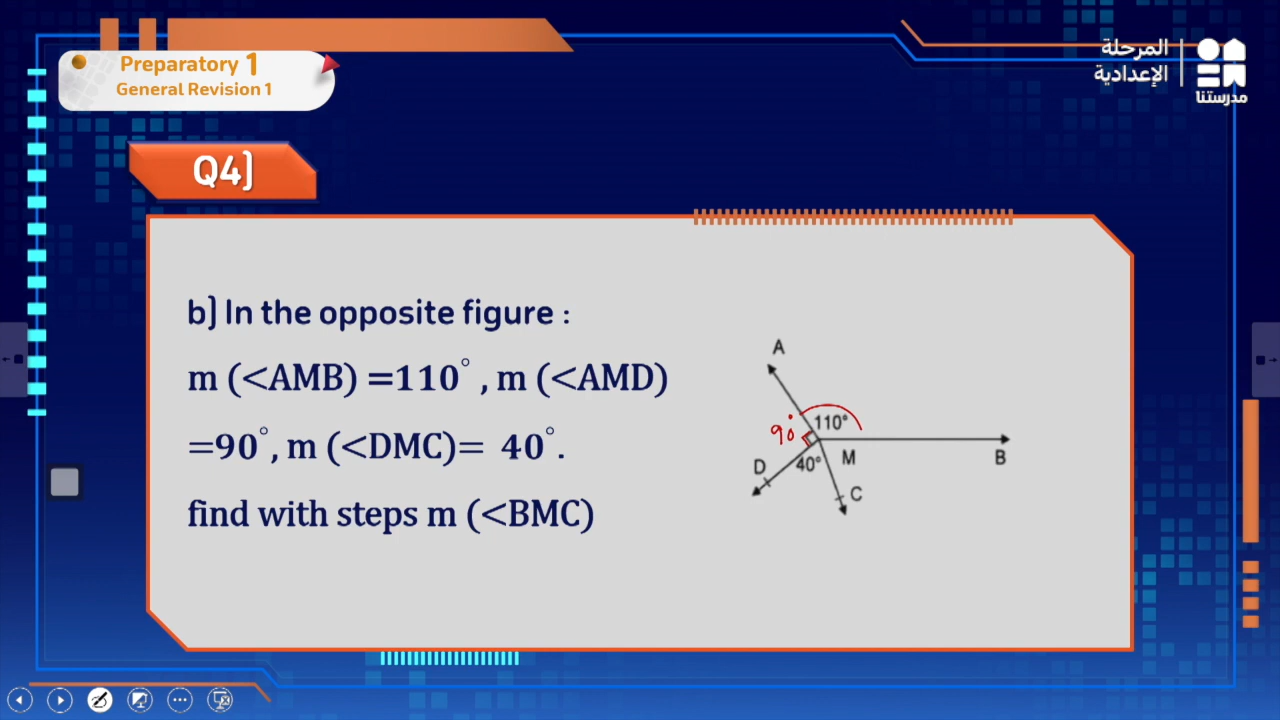 Preparatory 1
General Revision 1
المرحلة
الإعدادية
مدرستنا
Q4]
b] In the opposite figure :
m (<AMB) =110° , m (<AMD)
=90°, m (<DMC)= 40°.
find with steps m (<BMC)
A
110°
90°
D
40°
M
B
C